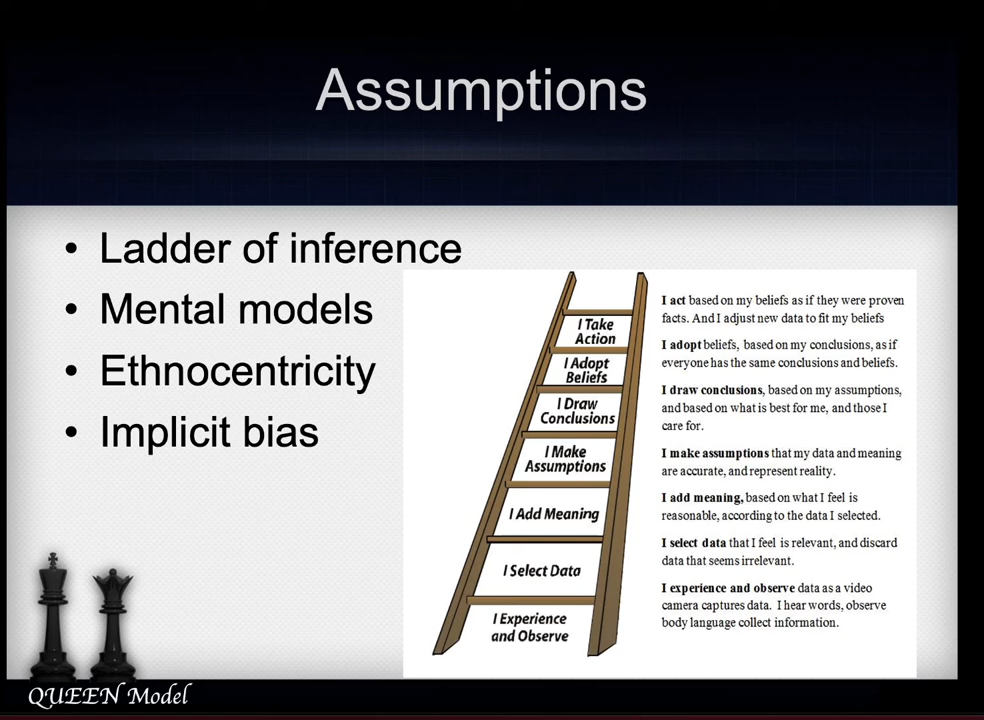 Assumptions
• Ladder of inference
• Mental models
• Ethnocentricity
• Implicit bias
I Take
Action
I Adopt
Beliefs
I Draw
Conclusions
I Make
Assumptions
I Add Meaning
I Select Data
I Experience
and Observe
I act based on my beliefs as if they were proven
facts. And I adjust new data to fit my beliefs
I adopt beliefs, based on my conclusions, as if
everyone has the same conclusions and beliefs.
I draw conclusions, based on my assumptions,
and based on what is best for me, and those I
care for.
I make assumptions that my data and meaning
are accurate, and represent reality.
I add meaning, based on what I feel is
reasonable, according to the data I selected.
I select data that I feel is relevant, and discard
data that seems irrelevant.
I experience and observe data as a video
camera captures data. I hear words, observe
body language collect information.
QUEEN Model